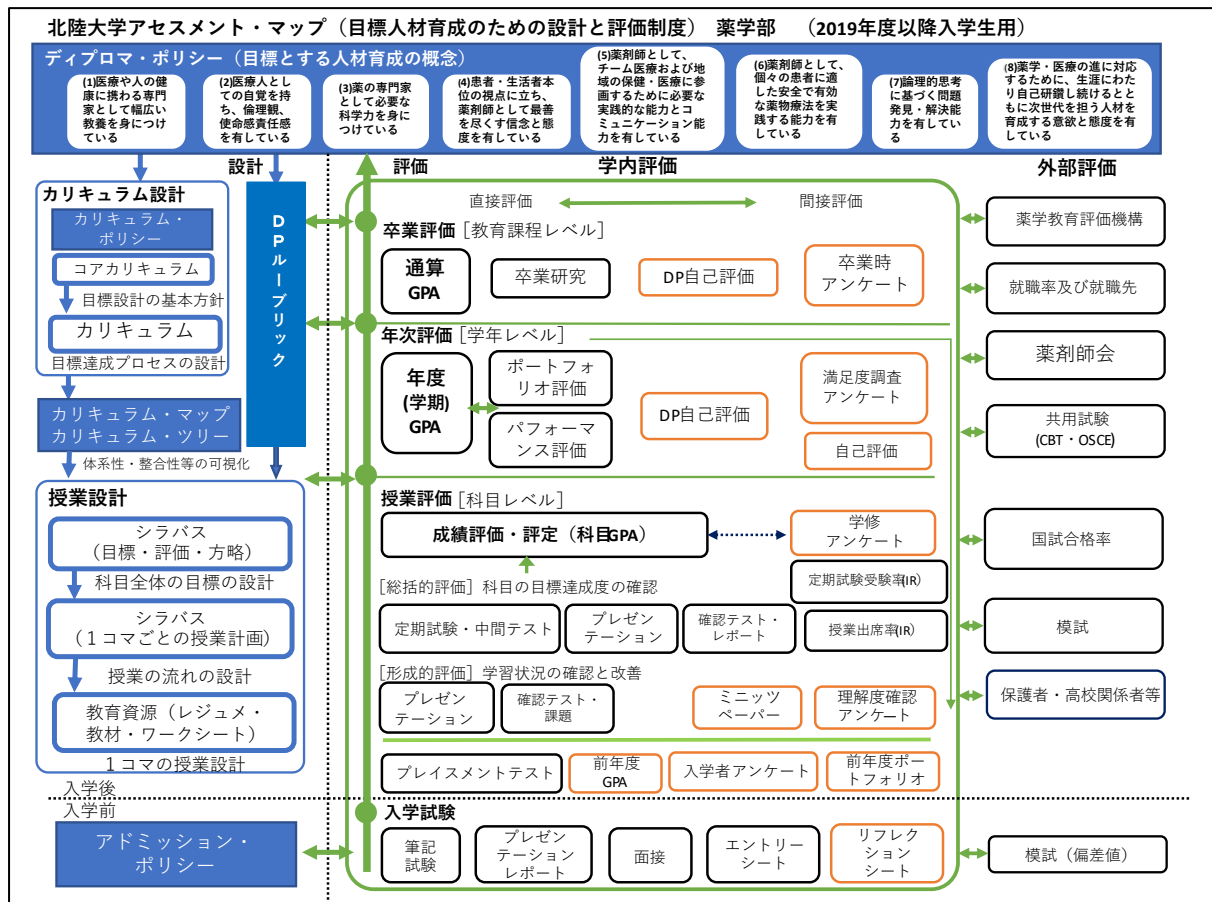 北陸大学アセスメント・マップ（目標人材育成のための設計と評価制度） 薬学部 （2019年度以降入学生用）
ディプロマ・ポリシー（目標とする人材育成の概念）
(1)医療や人の健
康に携わる専門
家として幅広い
教養を身につけ
ている
(2)医療人とし
ての自覚を持
ち、倫理観、
使命感責任感
を有している
(3)薬の専門家
として必要な
科学力を身に
つけている
(4)患者・生活者本
位の視点に立ち、
薬剤師として最善
を尽くす信念と態
度を有している
(5)薬剤師として、
チーム医療および地
域の保健・医療に参
画するために必要な
実践的な能力とコ
ミュニケーション能
力を有している
(6)薬剤師として、
個々の患者に適
した安全で有効
な薬物療法を実
践する能力を有
している
(7)論理的思考
に基づく問題
発見・解決能
力を有してい
る
(8)薬学・医療の進に対応
するために、生涯にわた
り自己研鑽し続けるとと
もに次世代を担う人材を
育成する意欲と態度を有
している
設計
評価
学内評価
外部評価
カリキュラム設計
カリキュラム・
ポリシー
コアカリキュラム
目標設計の基本方針
カリキュラム
目標達成プロセスの設計
カリキュラム・マップ
カリキュラム・ツリー
体系性・整合性等の可視化
DPルーブリック
授業設計
シラバス
（目標・評価・方略）
科目全体の目標の設計
シラバス
（１コマごとの授業計画）
授業の流れの設計
教育資源（レジュメ・
教材・ワークシート）
１コマの授業設計
入学後
入学前
アドミッション・
ポリシー
直接評価
間接評価
卒業評価［教育課程レベル］
通算
GPA
卒業研究
DP自己評価
卒業時
アンケート
年次評価［学年レベル］
年度
(学期)
GPA
ポートフォ
リオ評価
パフォーマ
ンス評価
DP自己評価
満足度調査
アンケート
自己評価
授業評価［科目レベル］
成績評価・評定（科目GPA）
学修
アンケート
［総括的評価］科目の目標達成度の確認
定期試験受験率(IR)
定期試験・中間テスト
プレゼン
テーション
確認テスト・
レポート
授業出席率(IR)
［形成的評価］学習状況の確認と改善
プレゼン
テーション
確認テスト・
課題
ミニッツ
ペーパー
理解度確認
アンケート
プレイスメントテスト
前年度
GPA
入学者アンケート
前年度ポー
トフォリオ
入学試験
筆記
試験
プレゼン
テーション
レポート
面接
エントリー
シート
リフレク
ション
シート
薬学教育評価機構
就職率及び就職先
薬剤師会
共用試験
(CBT・OSCE)
国試合格率
模試
保護者・高校関係者等
模試（偏差値）